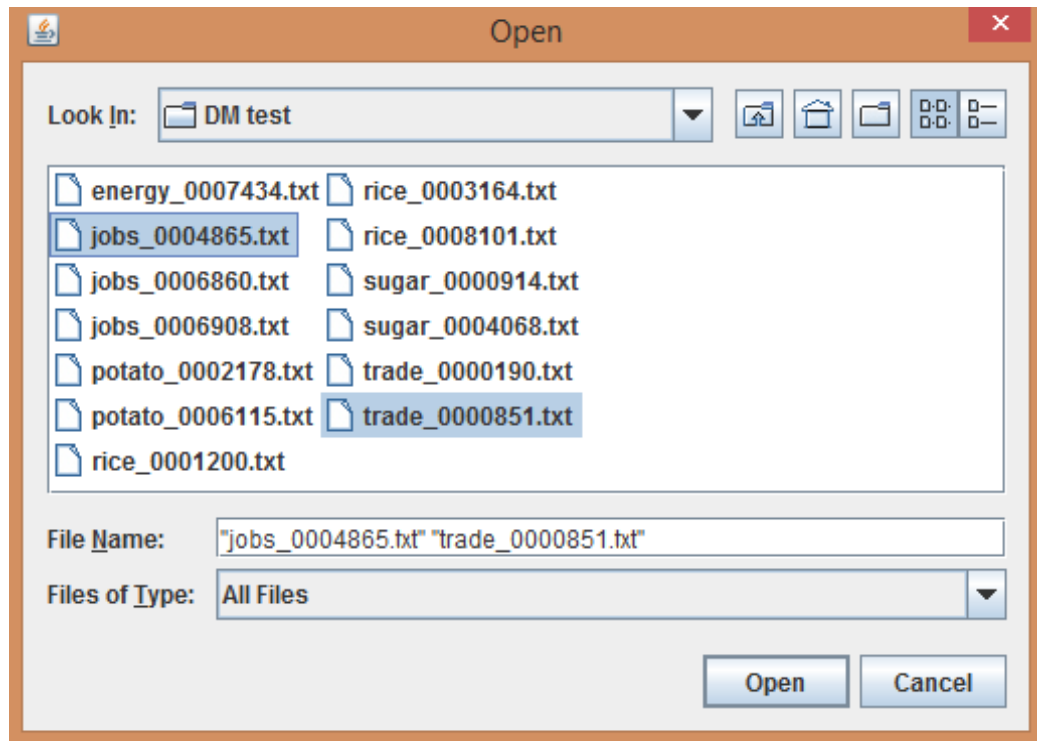 Open
Look In: DM test
energy_0007434.txt rice_0003164.txt
jobs_0004865.txt rice_0008101.txt
jobs_0006860.txt sugar_0000914.txt
jobs_0006908.txt sugar_0004068.txt
potato_0002178.txt trade_0000190.txt
potato_0006115.txt trade_0000851.txt
rice_0001200.txt
File Name: "jobs_0004865.txt" "trade_0000851.txt"
Files of Type: All Files
Open Cancel